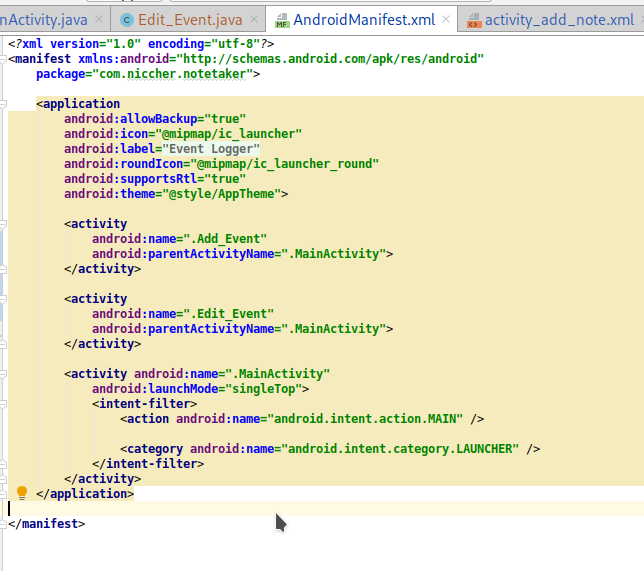 nActivity.java × Edit_Event.java × AndroidManifest.xml × activity_add_note.xml
<?xml version="1.0" encoding="utf-8"?>
<manifest xmlns:android="http://schemas.android.com/apk/res/android"
package="com.niccher.notetaker">
<application
android:allowBackup="true"
android:icon="@mipmap/ic_launcher"
android:label="Event Logger"
android:roundIcon="@mipmap/ic_launcher_round"
android:supportsRtl="true"
android:theme="@style/AppTheme">
<activity
android:name=".Add_Event"
android:parentActivityName=".MainActivity">
</activity>
<activity
android:name=".Edit_Event"
android:parentActivityName=".MainActivity">
</activity>
<activity android:name=".MainActivity"
android:launchMode="singleTop">
<intent-filter>
<action android:name="android.intent.action.MAIN" />
<category android:name="android.intent.category.LAUNCHER" />
</intent-filter>
</activity>
</application>
</manifest>